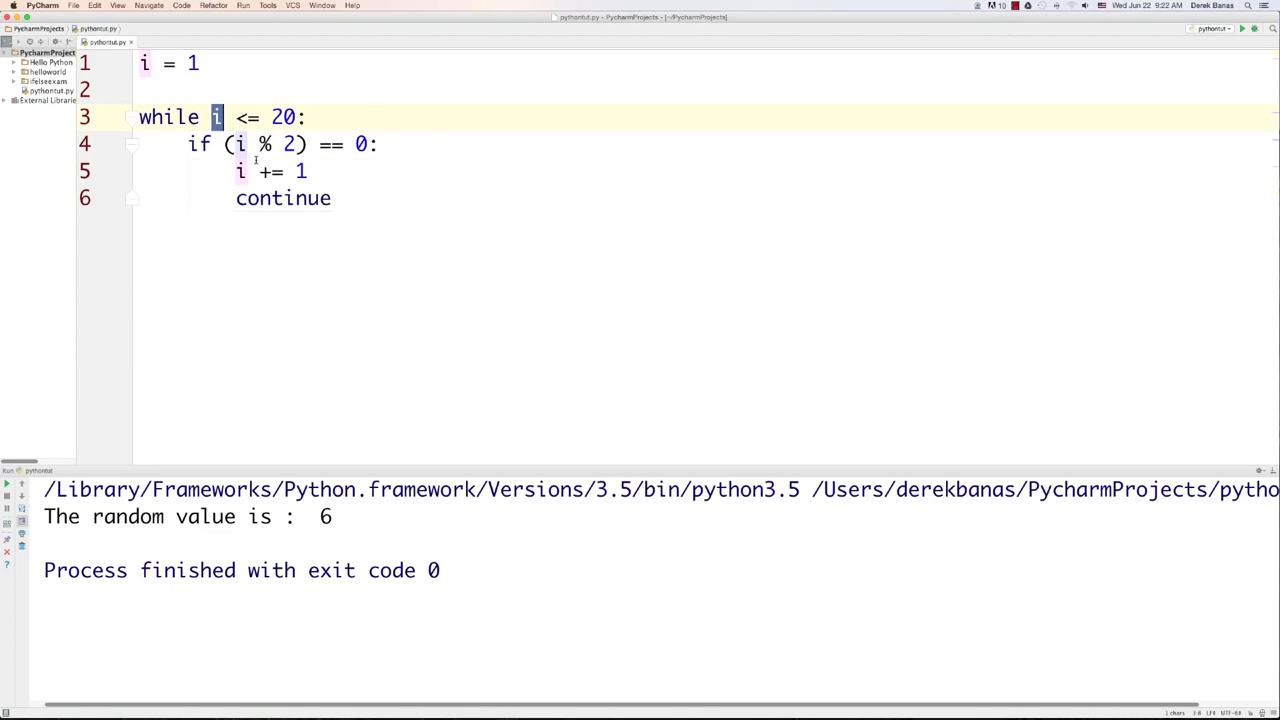 PyCharm File Edit View Navigate Code Refactor Run Tools VCS Window Help 10 Wed Jun 22 9:22 AM Derek Banas
pythontut.py - PycharmProjects - [~/PycharmProjects]
PycharmProjects pythontut.py pythontut
pythontut.py ×
PycharmProject
Hello Python
helloworld
ifelseexam
pythontut.py
External Librarie
1 i = 1
2
3 while i <= 20:
4 if (i % 2) == 0:
5 i += 1
6 continue
Run pythontut
/Library/Frameworks/Python.framework/Versions/3.5/bin/python3.5 /Users/derekbanas/PycharmProjects/pytho
The random value is : 6
Process finished with exit code 0
1 chars 3:8 LF÷ UTF-8÷